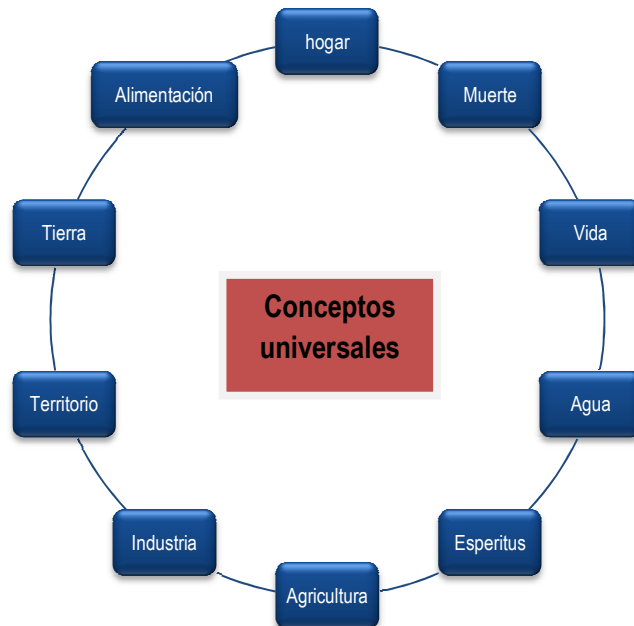 hogar
Muerte
Vida
Agua
Esperitus
Agricultura
Industria
Territorio
Tierra
Alimentación
Conceptos
universales